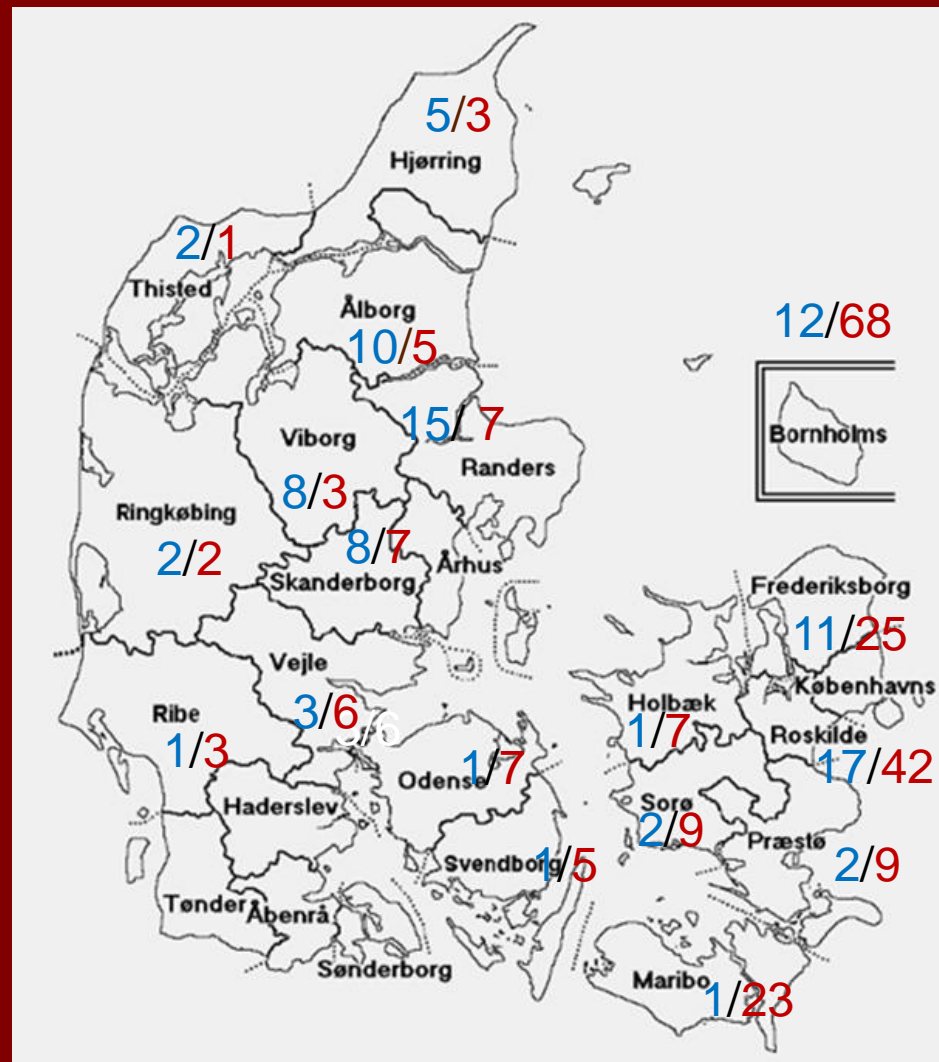 5/3
Hjørring
2/1
Thisted
Ålborg
10/5
12/68
15/ 7
Viborg
Bornholms
Randers
8/3
Ringkøbing
8/7
2/2
Århus
Skanderborg
Frederiksborg
11/25
Vejle
Københavns
3/6
Holbæk
Ribe
1/7
Roskilde
1/3
1/7
17/42
Odense
Haderslev
Sorø
2/9
Præstø
Svendborg
1/5
2/9
Tønder
Åbenrå
Sønderborg
Maribo
1/23